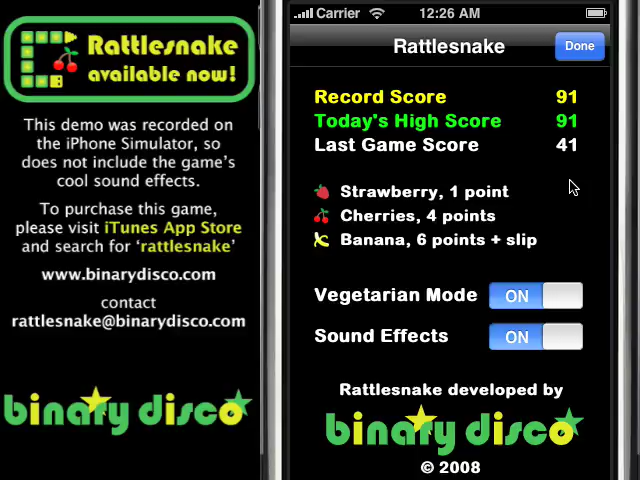 Rattlesnake
available now!
This demo was recorded on
the iPhone Simulator, so
does not include the game's
cool sound effects.
To purchase this game,
please visit iTunes App Store
and search for 'rattlesnake'
www.binarydisco.com
contact
rattlesnake@binarydisco.com
binary disco
Carrier 12:26 AM
Rattlesnake Done
Record Score 91
Today's High Score 91
Last Game Score 41
Strawberry, 1 point
Cherries, 4 points
Banana, 6 points + slip
Vegetarian Mode ON
Sound Effects ON
Rattlesnake developed by
binary disco
© 2008